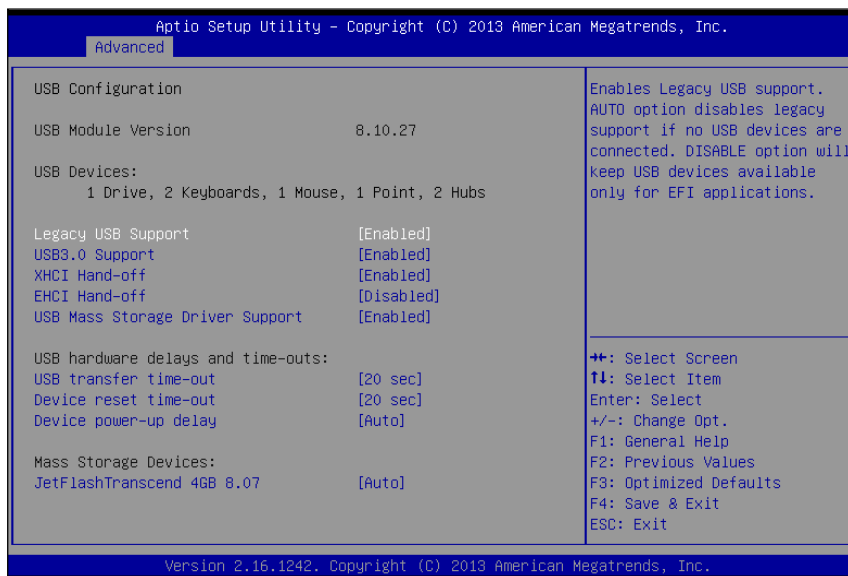 Aptio Setup Utility – Copyright (C) 2013 American Megatrends, Inc.
Advanced
USB Configuration
USB Module Version 8.10.27
USB Devices:
1 Drive, 2 Keyboards, 1 Mouse, 1 Point, 2 Hubs
Legacy USB Support [Enabled]
USB3.0 Support [Enabled]
XHCI Hand-off [Enabled]
EHCI Hand-off [Disabled]
USB Mass Storage Driver Support [Enabled]
USB hardware delays and time-outs:
USB transfer time-out [20 sec]
Device reset time-out [20 sec]
Device power-up delay [Auto]
Mass Storage Devices:
JetFlashTranscend 4GB 8.07 [Auto]
Enables Legacy USB support.
AUTO option disables legacy
support if no USB devices are
connected. DISABLE option will
keep USB devices available
only for EFI applications.
→←: Select Screen
↑↓: Select Item
Enter: Select
+/-: Change Opt.
F1: General Help
F2: Previous Values
F3: Optimized Defaults
F4: Save & Exit
ESC: Exit
Version 2.16.1242. Copyright (C) 2013 American Megatrends, Inc.